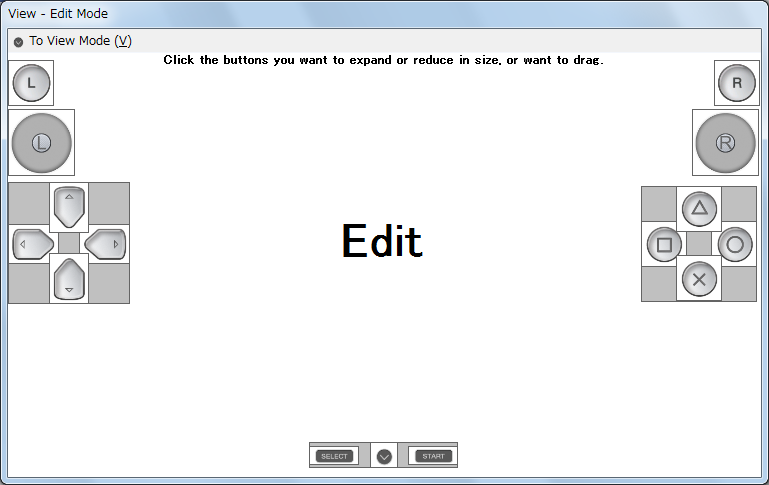 View - Edit Mode
To View Mode (V)
Click the buttons you want to expand or reduce in size, or want to drag.
L
R
L
R
Edit
SELECT
START